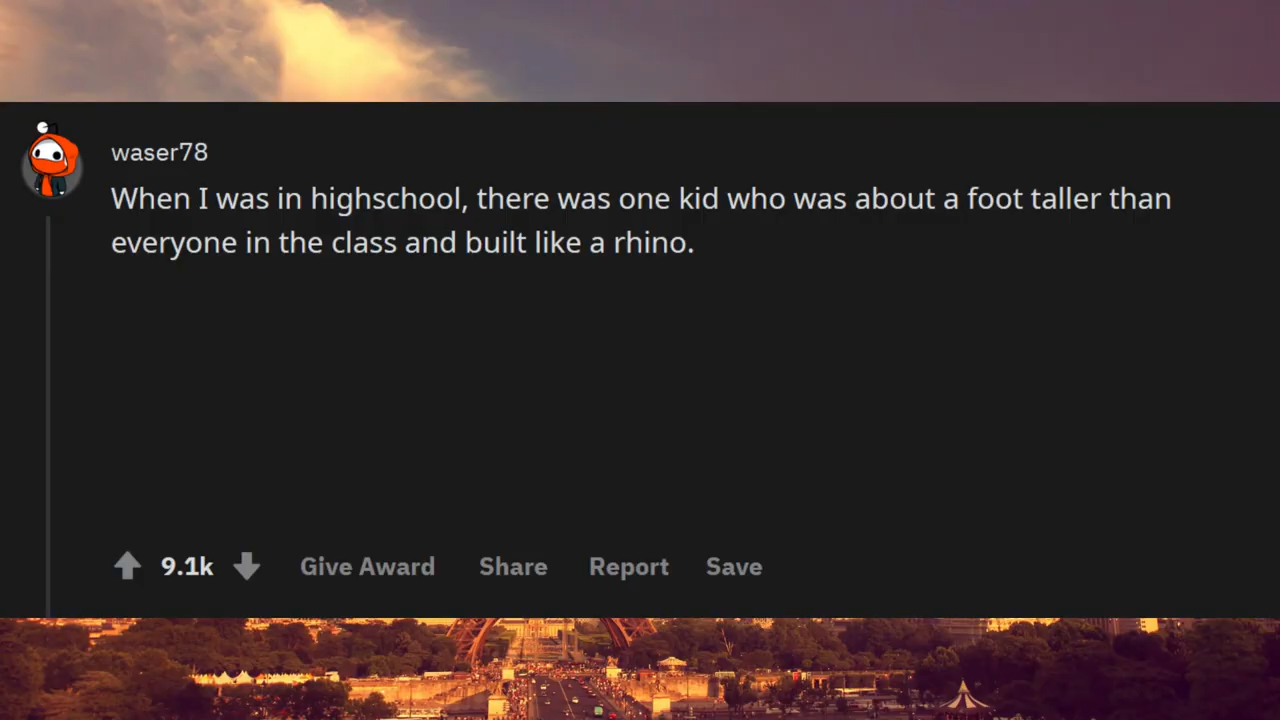 waser78
When I was in highschool, there was one kid who was about a foot taller than
everyone in the class and built like a rhino.
9.1k Give Award Share Report Save